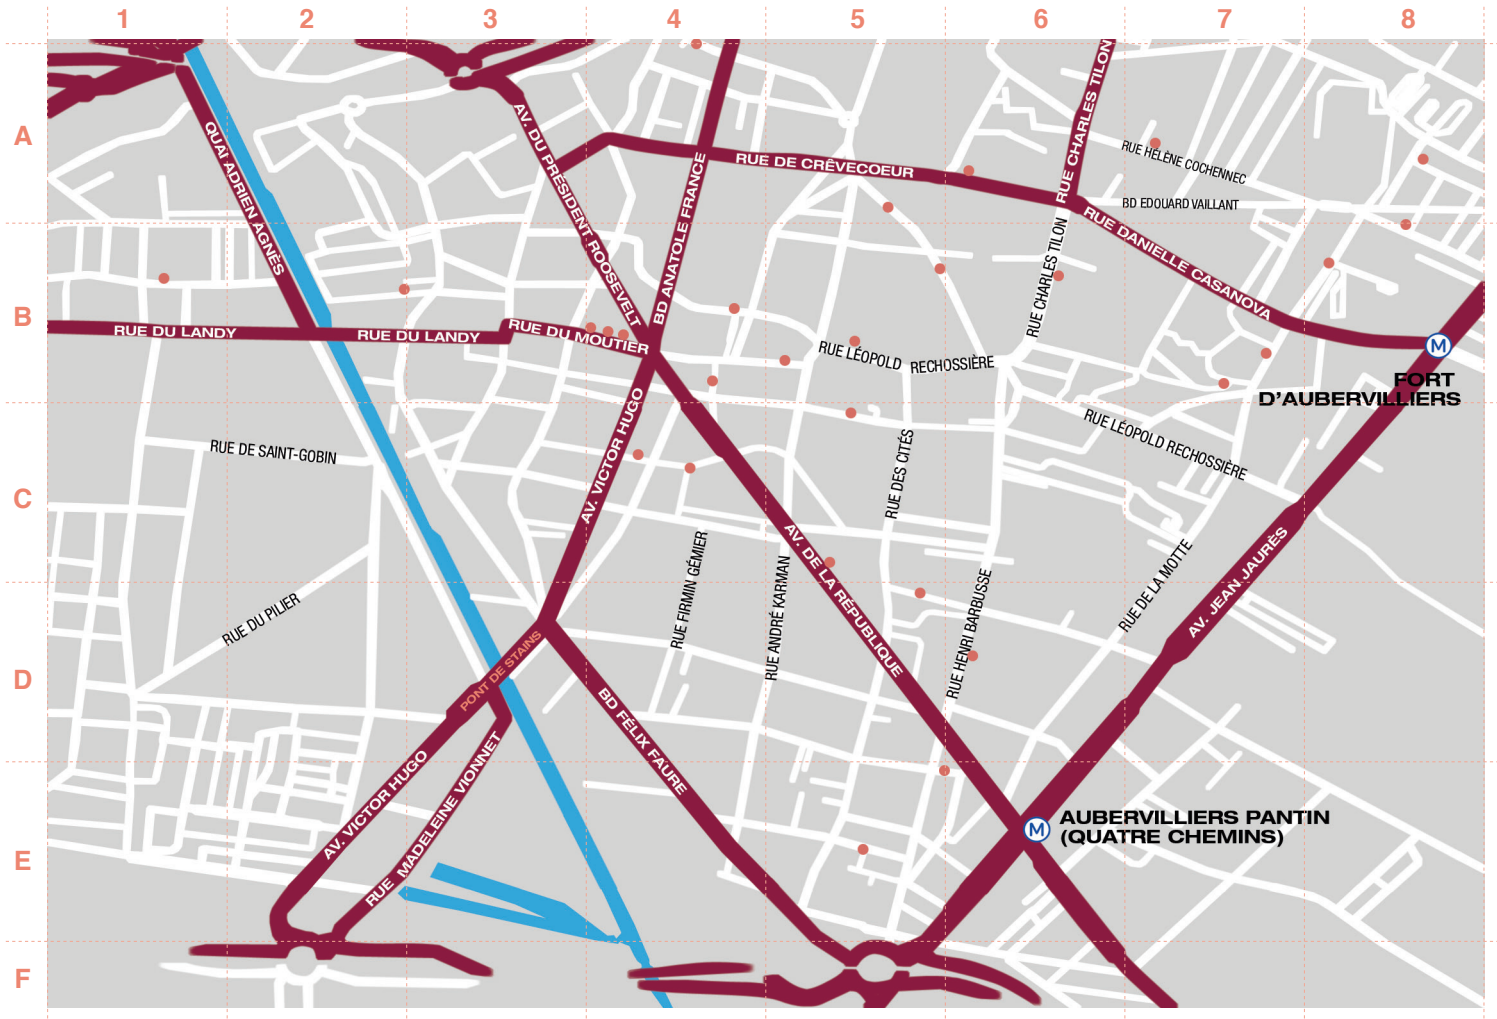 1 2 3 4 5 6 7 8
A
B
C
D
E
F
QUAI ADRIEN AGNÈS
AV. DU PRÉSIDENT ROOSEVELT
BD ANATOLE FRANCE
RUE DE CRÊVECOEUR
RUE CHARLES TILON
RUE HÉLÈNE COCHENNEC
BD EDOUARD VAILLANT
RUE CHARLES TILON
RUE DANIELLE CASANOVA
RUE DU LANDY
RUE DU LANDY
RUE DU MOUTIER
RUE LÉOPOLD RECHOSSIÈRE
M
FORT
D'AUBERVILLIERS
RUE DE SAINT-GOBIN
AV. VICTOR HUGO
RUE DES CITÉS
RUE LÉOPOLD RECHOSSIÈRE
RUE DU PILIER
RUE FIRMIN GÉMIER
RUE ANDRÉ KARMAN
AV. DE LA RÉPUBLIQUE
RUE HENRI BARBUSSE
RUE DE LA MOTTE
AV. JEAN JAURÈS
PONT DE STAINS
BD FÉLIX FAURE
AV. VICTOR HUGO
RUE MADELEINE VIONNET
M
AUBERVILLIERS PANTIN
(QUATRE CHEMINS)